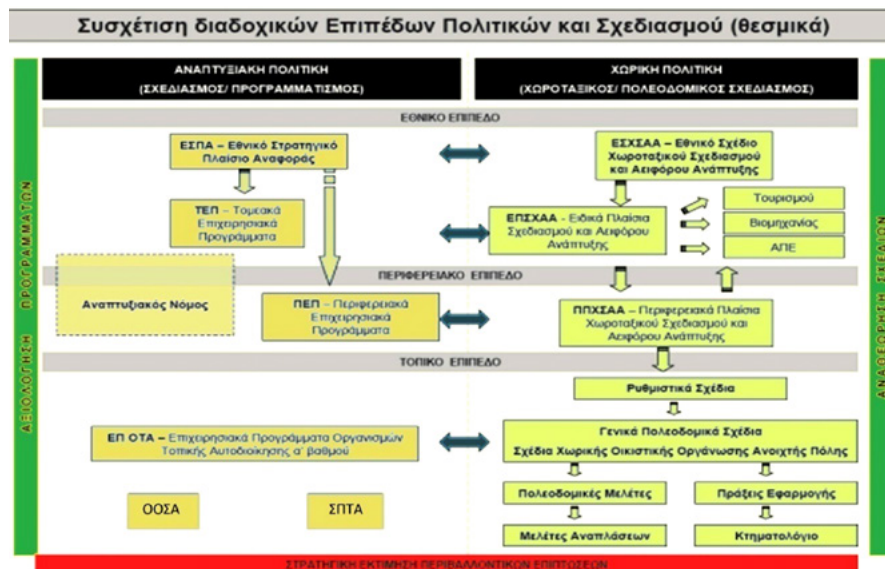 Συσχέτιση διαδοχικών Επιπέδων Πολιτικών και Σχεδιασμού (θεσμικά)
ΑΝΑΠΤΥΞΙΑΚΗ ΠΟΛΙΤΙΚΗ
(ΣΧΕΔΙΑΣΜΟΣ/ ΠΡΟΓΡΑΜΜΑΤΙΣΜΟΣ)
ΧΩΡΙΚΗ ΠΟΛΙΤΙΚΗ
(ΧΩΡΟΤΑΞΙΚΟΣ/ ΠΟΛΕΟΔΟΜΙΚΟΣ ΣΧΕΔΙΑΣΜΟΣ)
ΕΘΝΙΚΟ ΕΠΙΠΕΔΟ
ΕΣΠΑ – Εθνικό Στρατηγικό
Πλαίσιο Αναφοράς
ΕΣΧΣΑΑ – Εθνικό Σχέδιο
Χωροταξικού Σχεδιασμού
και Αειφόρου Ανάπτυξης
ΤΕΠ – Τομεακά
Επιχειρησιακά
Προγράμματα
ΕΠΣΧΑΑ - Ειδικά Πλαίσια
Σχεδιασμού και Αειφόρου
Ανάπτυξης
Τουρισμού
Βιομηχανίας
ΑΠΕ
ΠΕΡΙΦΕΡΕΙΑΚΟ ΕΠΙΠΕΔΟ
Αναπτυξιακός Νόμος
ΠΕΠ – Περιφερειακά
Επιχειρησιακά
Προγράμματα
ΠΠΧΣΑΑ – Περιφερειακά Πλαίσια
Χωροταξικού Σχεδιασμού και
Αειφόρου Ανάπτυξης
ΤΟΠΙΚΟ ΕΠΙΠΕΔΟ
Ρυθμιστικά Σχέδια
ΕΠ ΟΤΑ – Επιχειρησιακά Προγράμματα Οργανισμών
Τοπικής Αυτοδιοίκησης α' βαθμού
Γενικά Πολεοδομικά Σχέδια
Σχέδια Χωρικής Οικιστικής Οργάνωσης Ανοιχτής Πόλης
Πολεοδομικές Μελέτες
Πράξεις Εφαρμογής
ΟΟΣΑ
ΣΠΤΑ
Μελέτες Αναπλάσεων
Κτηματολόγιο
ΣΤΡΑΤΗΓΙΚΗ ΕΚΤΙΜΗΣΗ ΠΕΡΙΒΑΛΛΟΝΤΙΚΩΝ ΕΠΙΠΤΩΣΕΩΝ
ΑΞΙΟΛΟΓΗΣΗ ΠΡΟΓΡΑΜΜΑΤΩΝ
ΑΝΑΘΕΩΡΗΣΗ ΣΧΕΔΙΩΝ